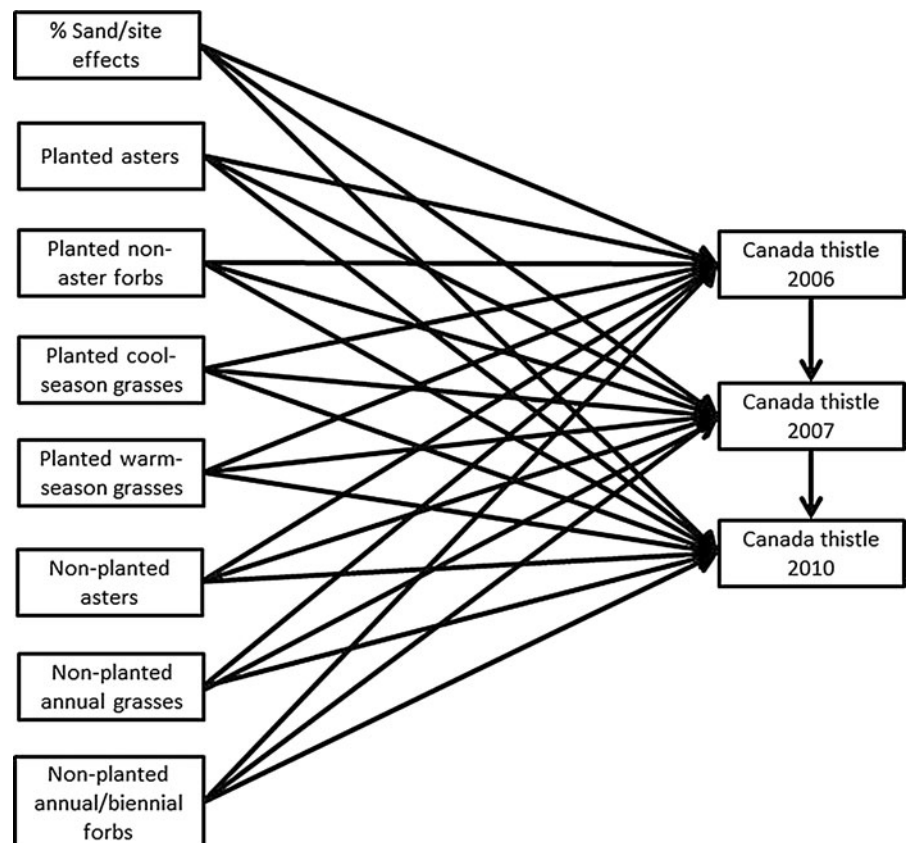 % Sand/site
effects
Planted asters
Planted non-
aster forbs
Planted cool-
season grasses
Planted warm-
season grasses
Non-planted
asters
Non-planted
annual grasses
Non-planted
annual/biennial
forbs
Canada thistle
2006
Canada thistle
2007
Canada thistle
2010